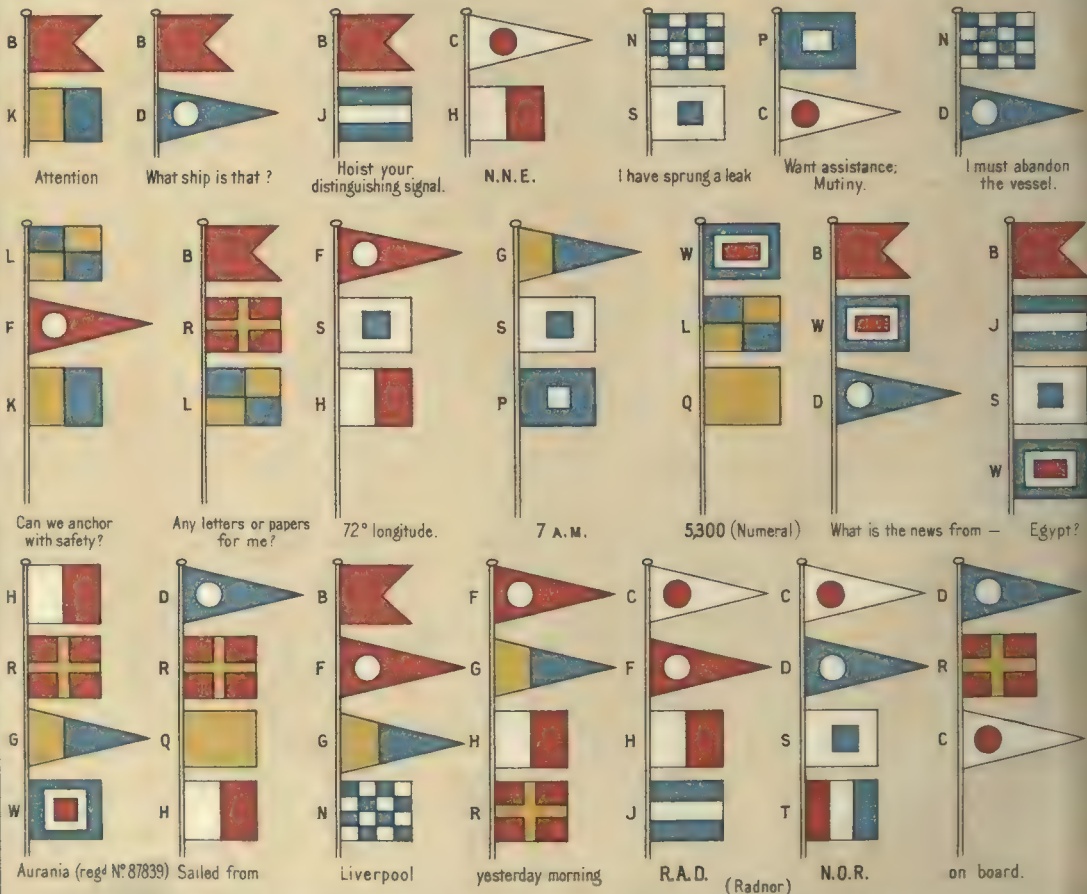 B B B C N P N
K D J H S C D
Attention What ship is that ? Hoist your distinguishing signal. N.N.E. I have sprung a leak Want assistance; Mutiny. I must abandon the vessel.
L B F G W B B
F R S S L W J
K L H P Q D S
W
Can we anchor with safety? Any letters or papers for me? 72° longitude. 7 A.M. 5,300 (Numeral) What is the news from — Egypt?
H D B F C C D
R R F G F D R
G Q G H H S C
W H N R J T
Aurania (regd No. 87839) Sailed from Liverpool yesterday morning R.A.D. (Radnor) N.O.R. on board.